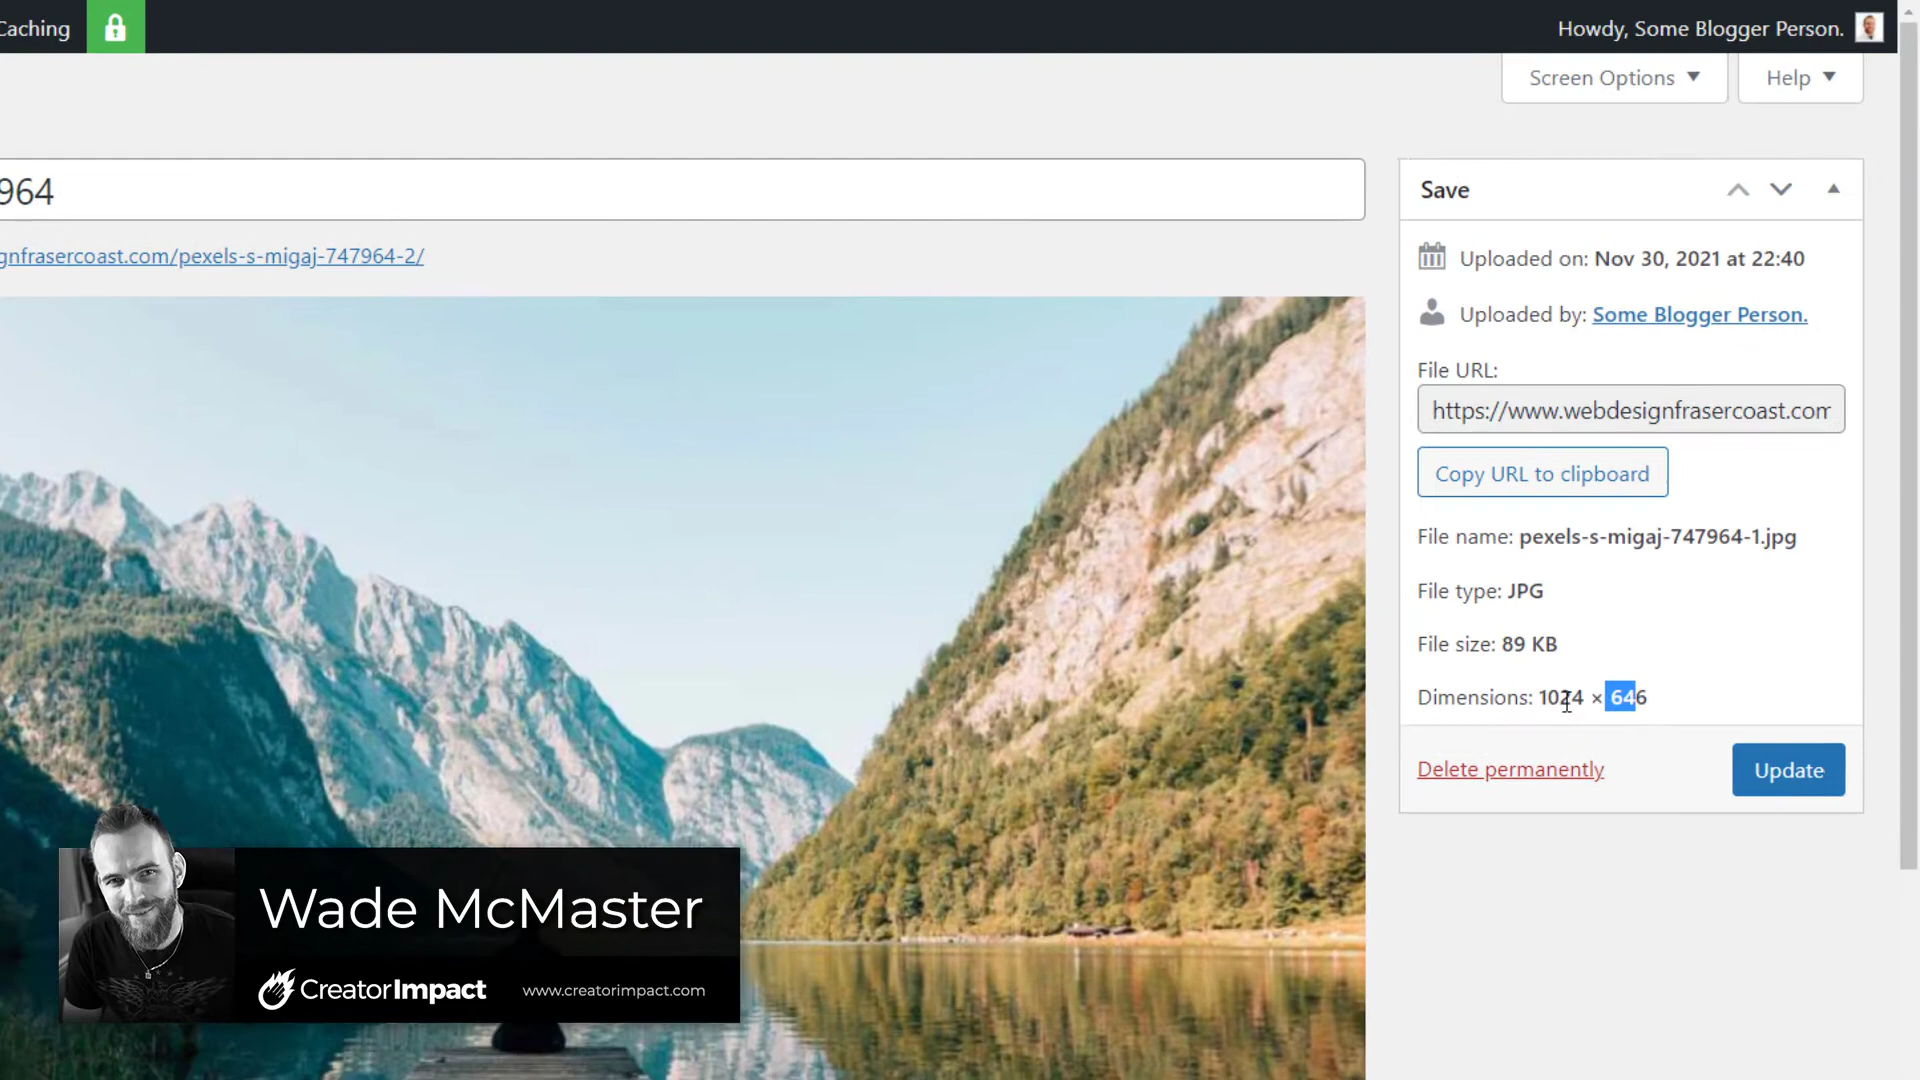 Caching
Howdy, Some Blogger Person.
Screen Options
Help
964
gnfrasercoast.com/pexels-s-migaj-747964-2/
Save
Uploaded on: Nov 30, 2021 at 22:40
Uploaded by: Some Blogger Person.
File URL:
https://www.webdesignfrasercoast.com
Copy URL to clipboard
File name: pexels-s-migaj-747964-1.jpg
File type: JPG
File size: 89 KB
Dimensions: 1024 × 646
Delete permanently
Update
Wade McMaster
CreatorImpact
www.creatorimpact.com